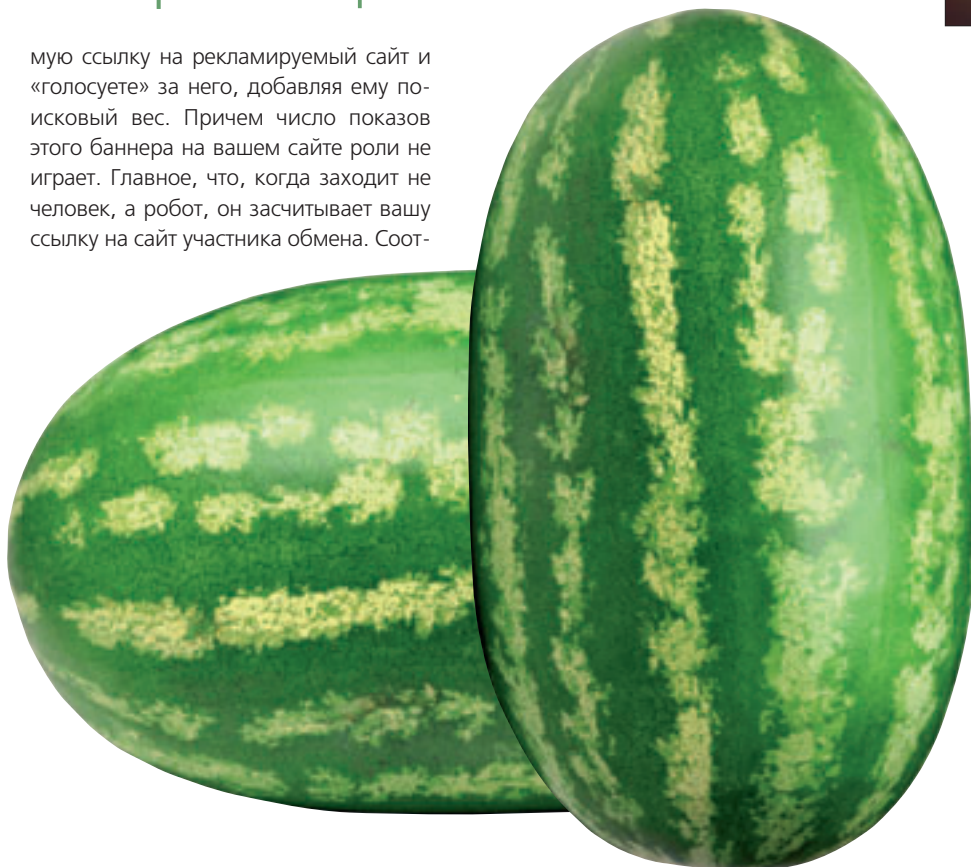 мую ссылку на рекламируемый сайт и
«голосуете» за него, добавляя ему по-
исковый вес. Причем число показов
этого баннера на вашем сайте роли не
играет. Главное, что, когда заходит не
человек, а робот, он засчитывает вашу
ссылку на сайт участника обмена. Соот-